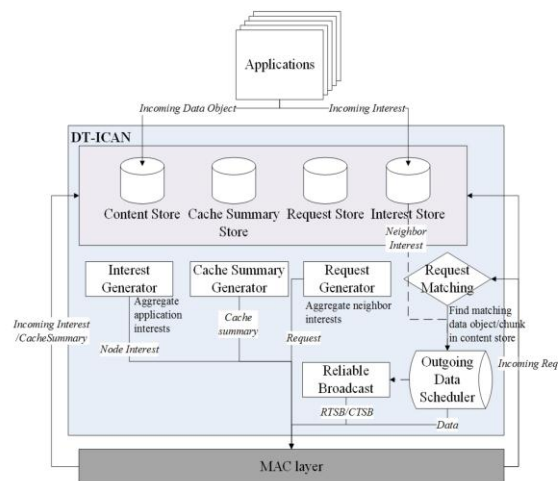 Applications
Incoming Data Object
Incoming Interest
DT-ICAN
Content Store
Cache Summary
Store
Request Store
Interest Store
Neighbor
Interest
Interest
Generator
Cache Summary
Generator
Request
Generator
Request
Matching
Aggregate
application
interests
Cache
summary
Aggregate neighbor
interests
Find matching
data object/chunk
in content store
Incoming Interest
/CacheSummary
Node Interest
Request
Reliable
Broadcast
Outgoing
Data
Scheduler
Incoming Req
RTSB/CTSB
Data
MAC layer